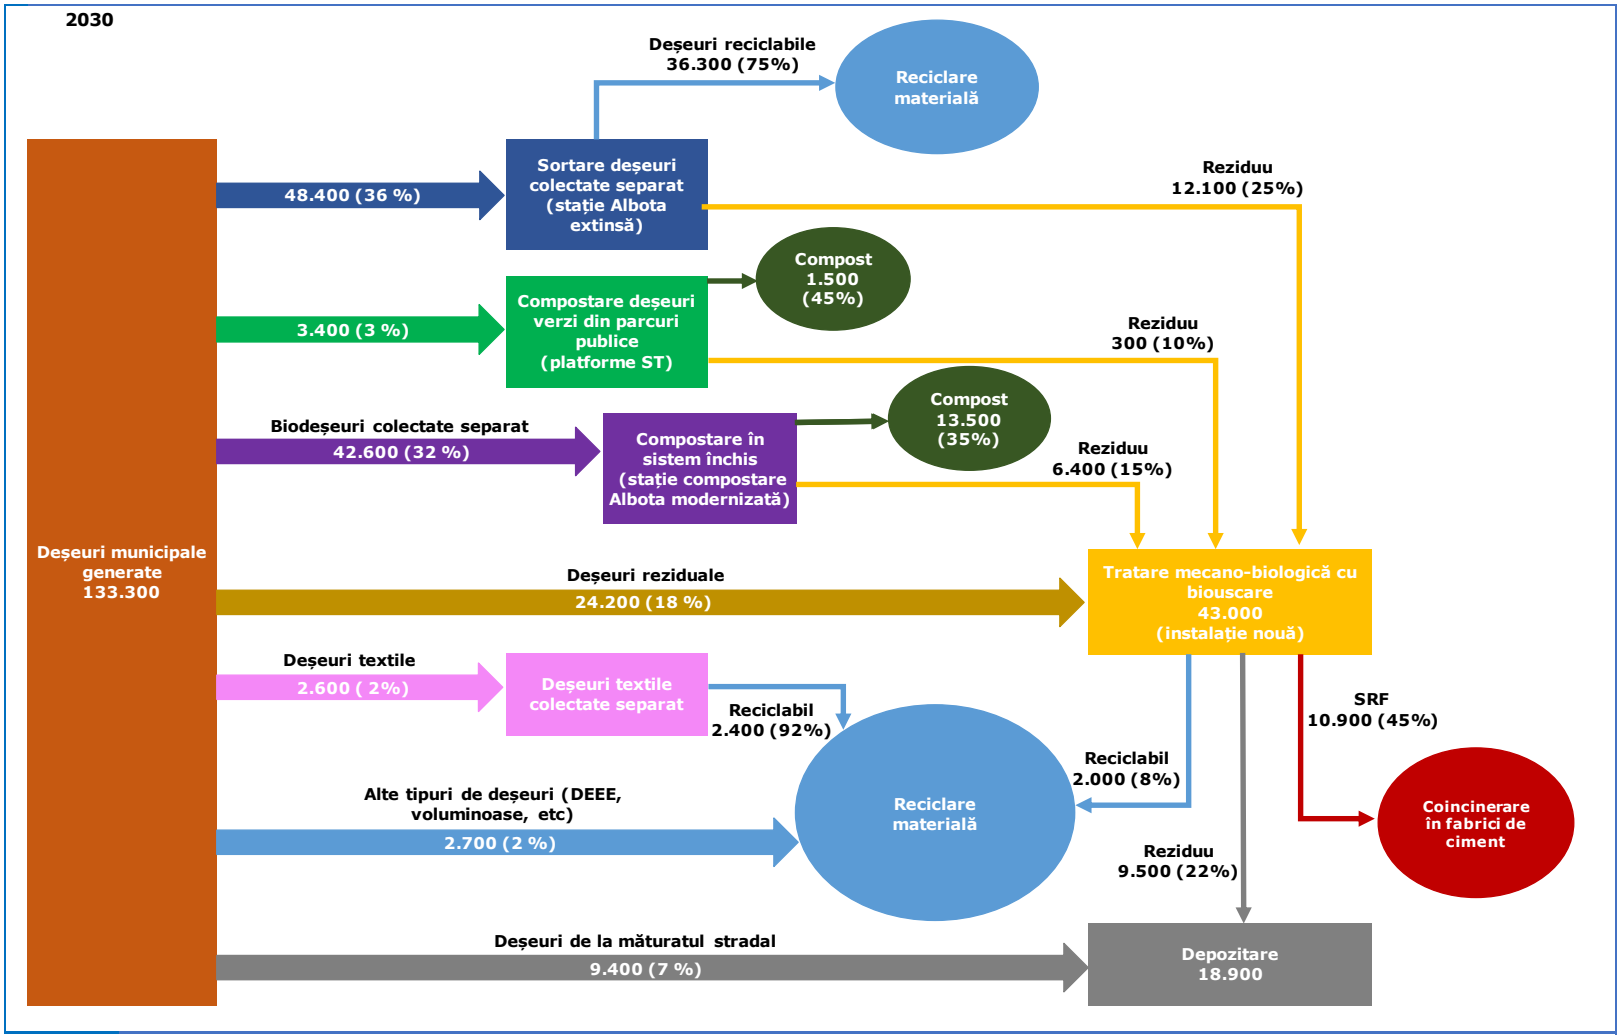 2030
Deșeuri reciclabile
36.300 (75%)
Reciclare
materială
Sortare deșeuri
colectate separat
(stație Albota
extinsă)
48.400 (36 %)
Reziduu
12.100 (25%)
Compost
1.500
(45%)
Compostare deșeuri
verzi din parcuri
publice
(platforme ST)
3.400 (3 %)
Reziduu
300 (10%)
Compost
13.500
(35%)
Biodeșeuri colectate separat
42.600 (32 %)
Compostare în
sistem închis
(stație compostare
Albota modernizată)
Reziduu
6.400 (15%)
Deșeuri municipale
generate
133.300
Deșeuri reziduale
24.200 (18 %)
Tratare mecano-biologică cu
biouscare
43.000
(instalație nouă)
Deșeuri textile
2.600 ( 2%)
Deșeuri textile
colectate separat
Reciclabil
2.400 (92%)
SRF
10.900 (45%)
Reciclabil
2.000 (8%)
Alte tipuri de deșeuri (DEEE,
voluminoase, etc)
2.700 (2 %)
Reciclare
materială
Coincinerare
în fabrici de
ciment
Reziduu
9.500 (22%)
Deșeuri de la măturatul stradal
9.400 (7 %)
Depozitare
18.900